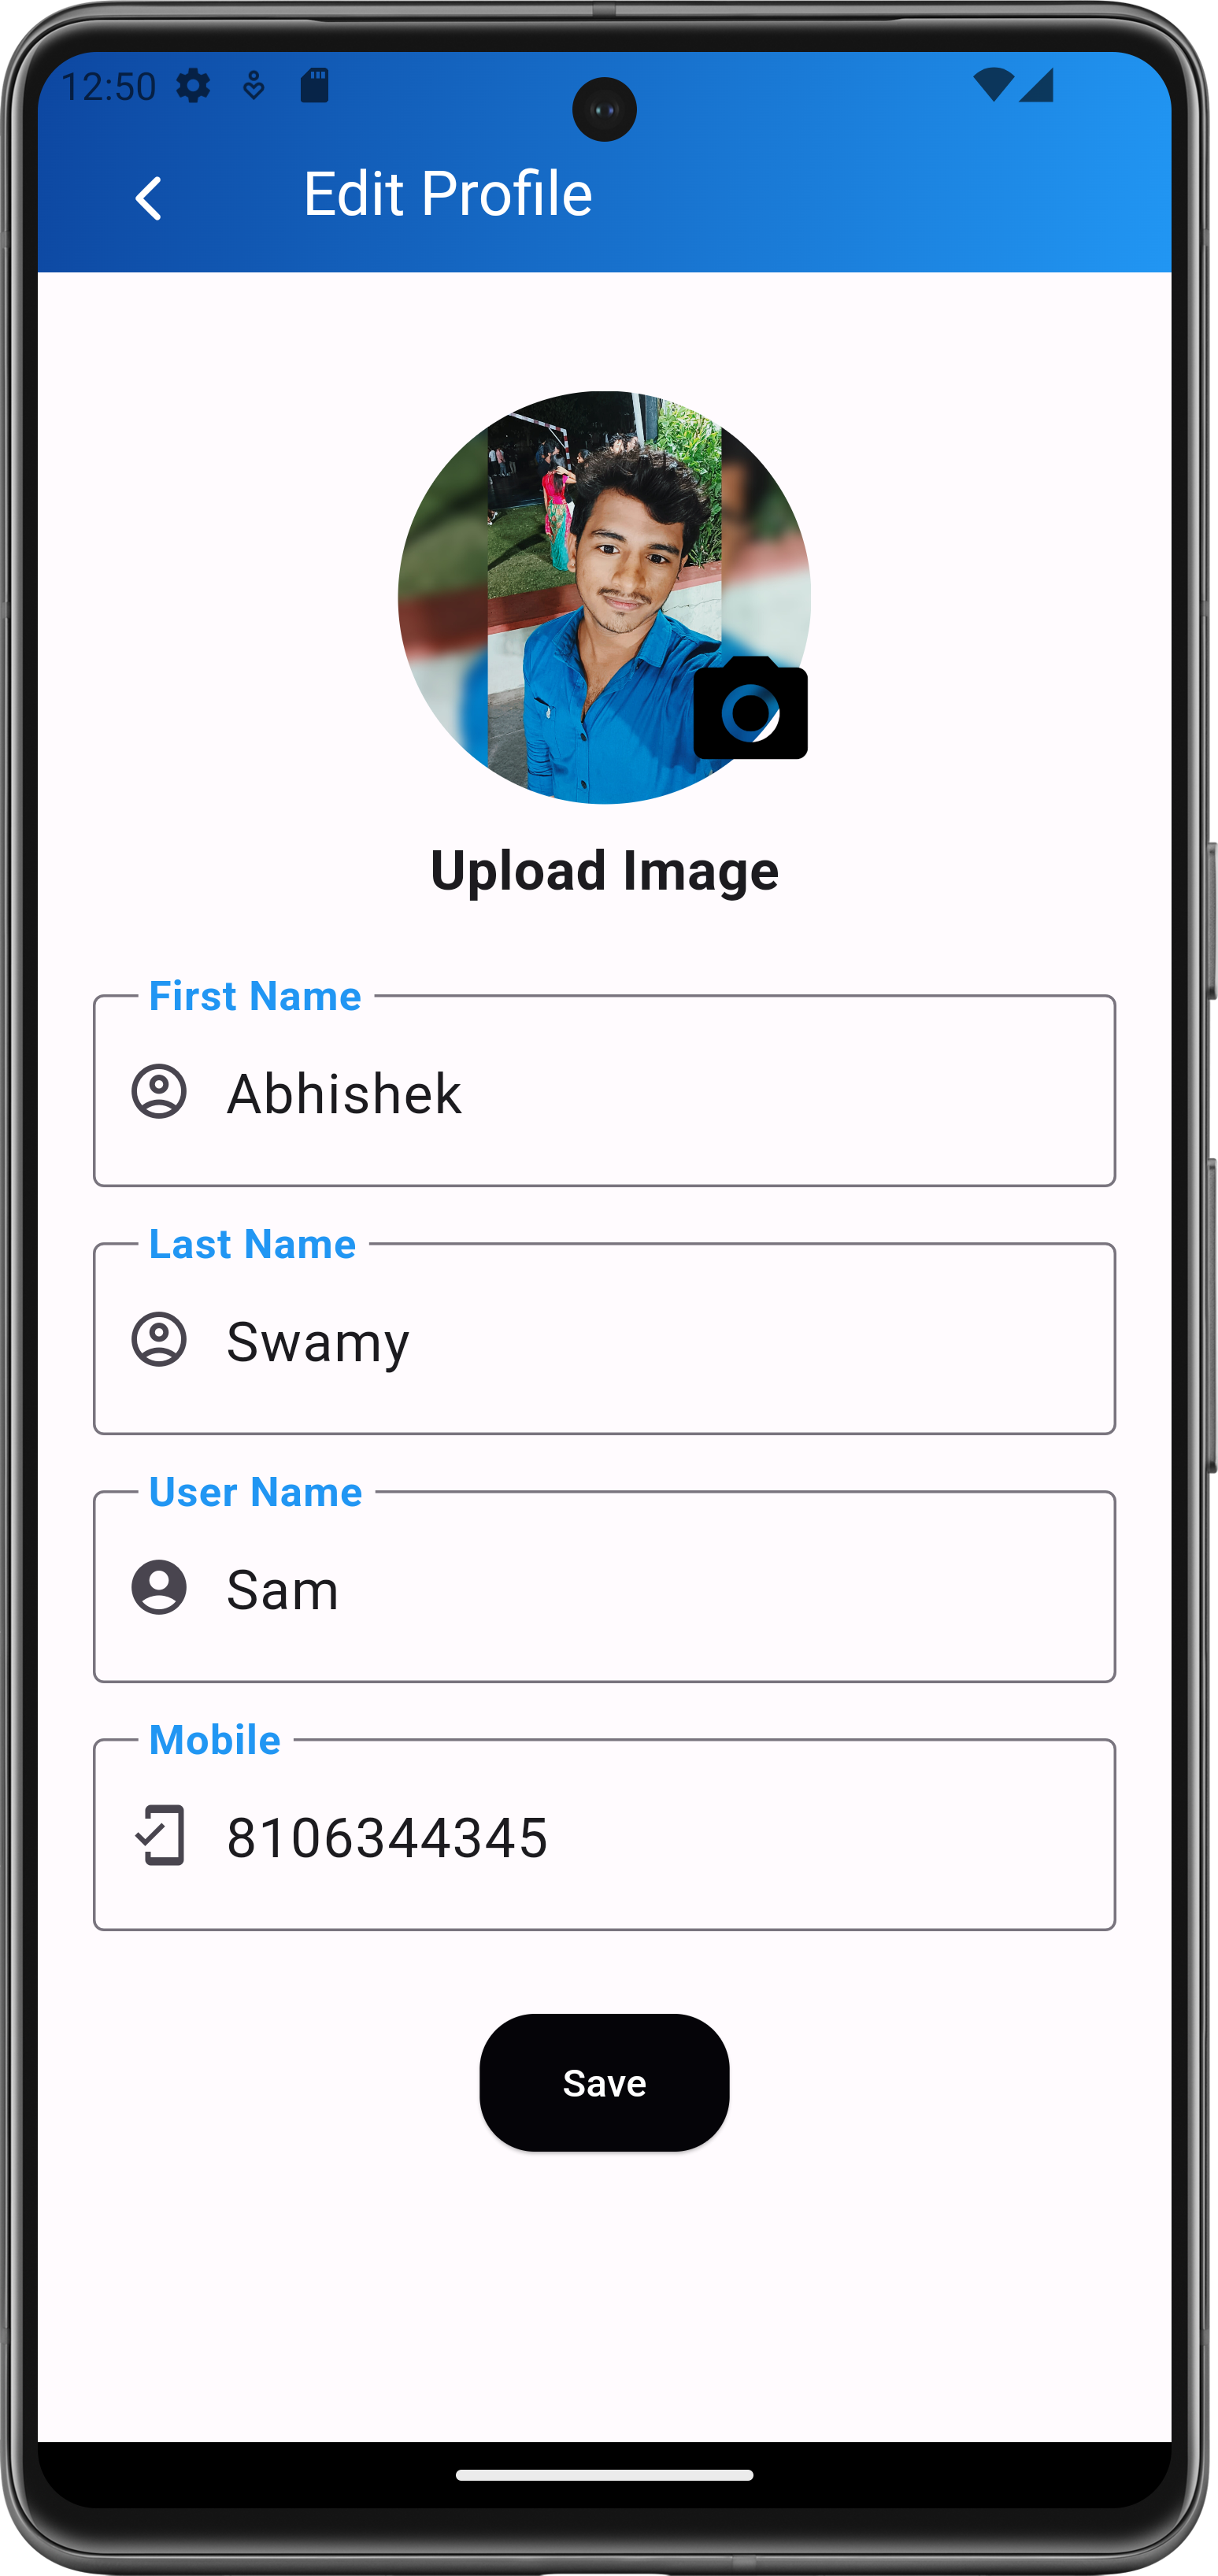 12:50
Edit Profile
Upload Image
First Name
Abhishek
Last Name
Swamy
User Name
Sam
Mobile
8106344345
Save